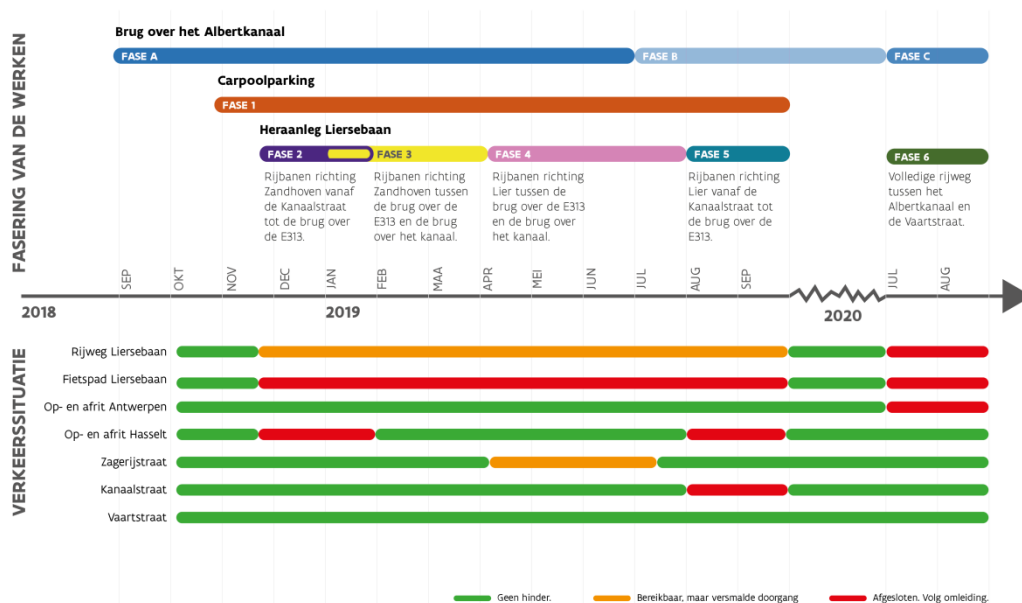 FASERING VAN DE WERKEN
Brug over het Albertkanaal
FASE A
FASE B
FASE C
Carpoolparking
FASE 1
Heraanleg Liersebaan
FASE 2
FASE 3
FASE 4
FASE 5
FASE 6
Rijbanen richting
Zandhoven vanaf
de Kanaalstraat
tot de brug over
de E313.
Rijbanen richting
Zandhoven tussen
de brug over de
E313 en de brug
over het kanaal.
Rijbanen richting
Lier tussen de
brug over de E313
en de brug over
het kanaal.
Rijbanen richting
Lier vanaf de
Kanaalstraat tot
de brug over de
E313.
Volledige rijweg
tussen het
Albertkanaal en
de Vaartstraat.
SEP
OKT
NOV
DEC
JAN
FEB
MAA
APR
MEI
JUN
JUL
AUG
SEP
JUL
AUG
2018
2019
2020
VERKEERSSITUATIE
Rijweg Liersebaan
Fietspad Liersebaan
Op- en afrit Antwerpen
Op- en afrit Hasselt
Zagerijstraat
Kanaalstraat
Vaartstraat
Geen hinder.
Bereikbaar, maar versmalde doorgang
Afgesloten. Volg omleiding.